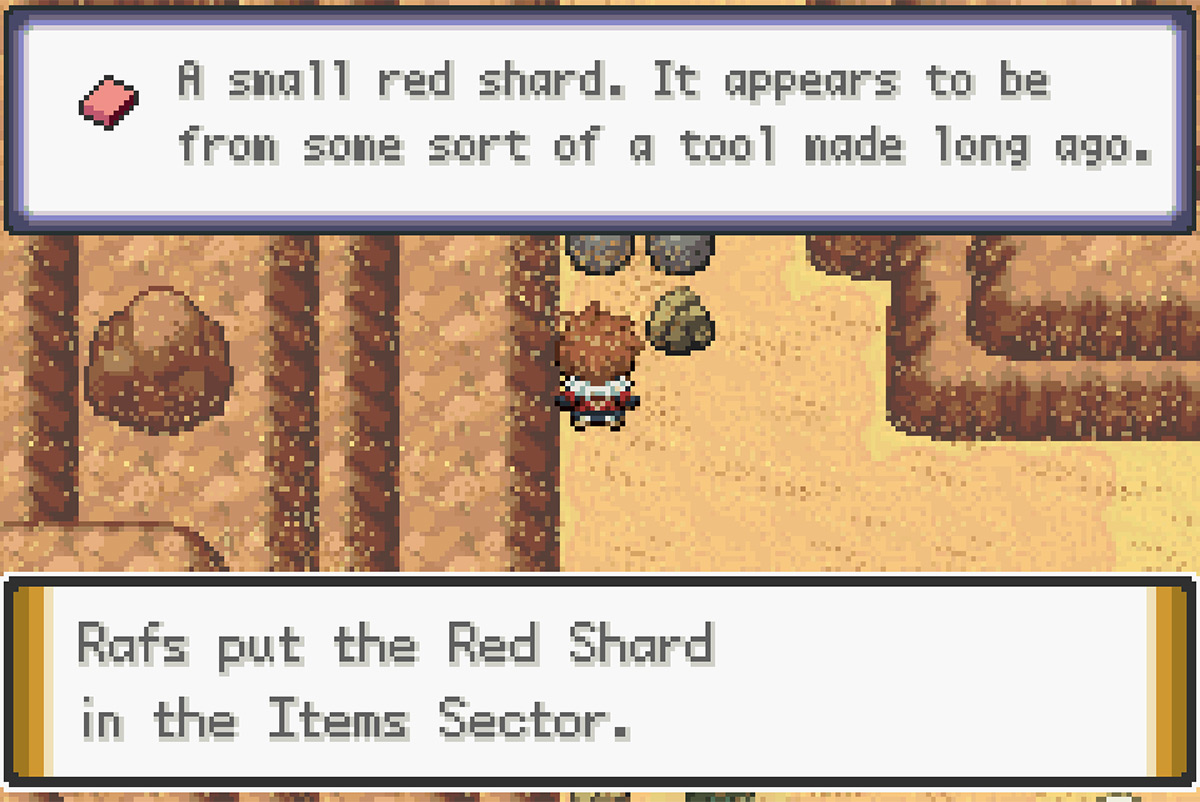 A small red shard. It appears to be
from some sort of a tool made long ago.
Rafs put the Red Shard
in the Items Sector.